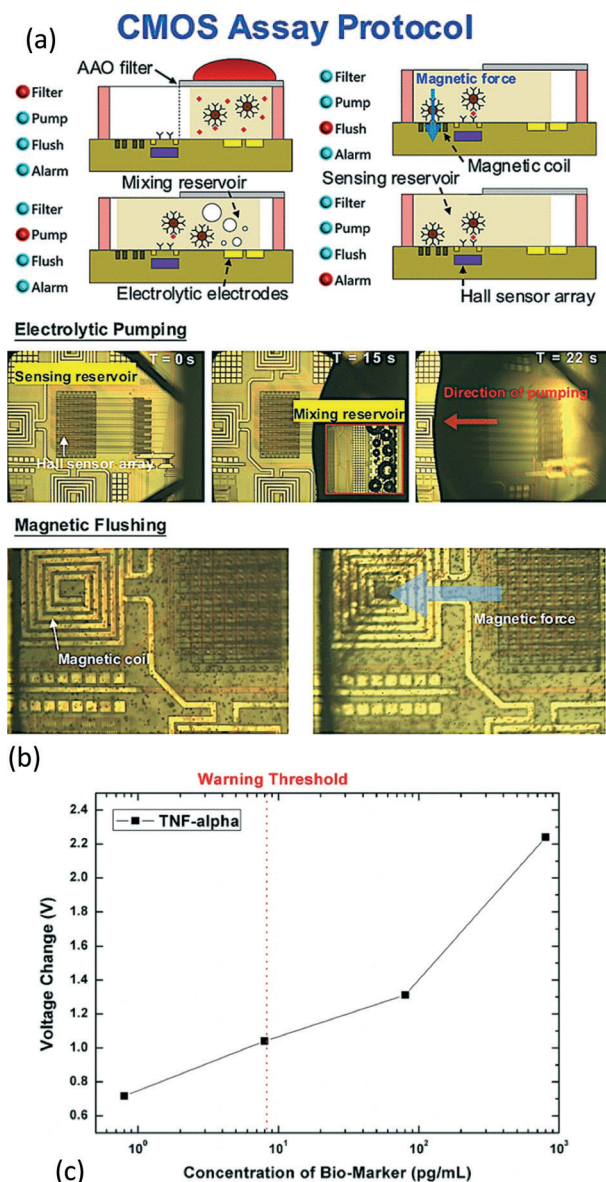 (a)
CMOS Assay Protocol
AAO filter
Filter
Pump
Flush
Alarm
Mixing reservoir
Filter
Pump
Flush
Alarm
Electrolytic electrodes
Filter
Pump
Flush
Alarm
Magnetic force
Magnetic coil
Sensing reservoir
Filter
Pump
Flush
Alarm
Hall sensor array
Electrolytic Pumping
T = 0 s
Sensing reservoir
Hall sensor array
T = 15 s
Mixing reservoir
T = 22 s
Direction of pumping
Magnetic Flushing
Magnetic coil
Magnetic force
(b)
Warning Threshold
TNF-alpha
Voltage Change (V)
2.4
2.2
2.0
1.8
1.6
1.4
1.2
1.0
0.8
0.6
10⁰
10¹
10²
10³
Concentration of Bio-Marker (pg/mL)
(c)